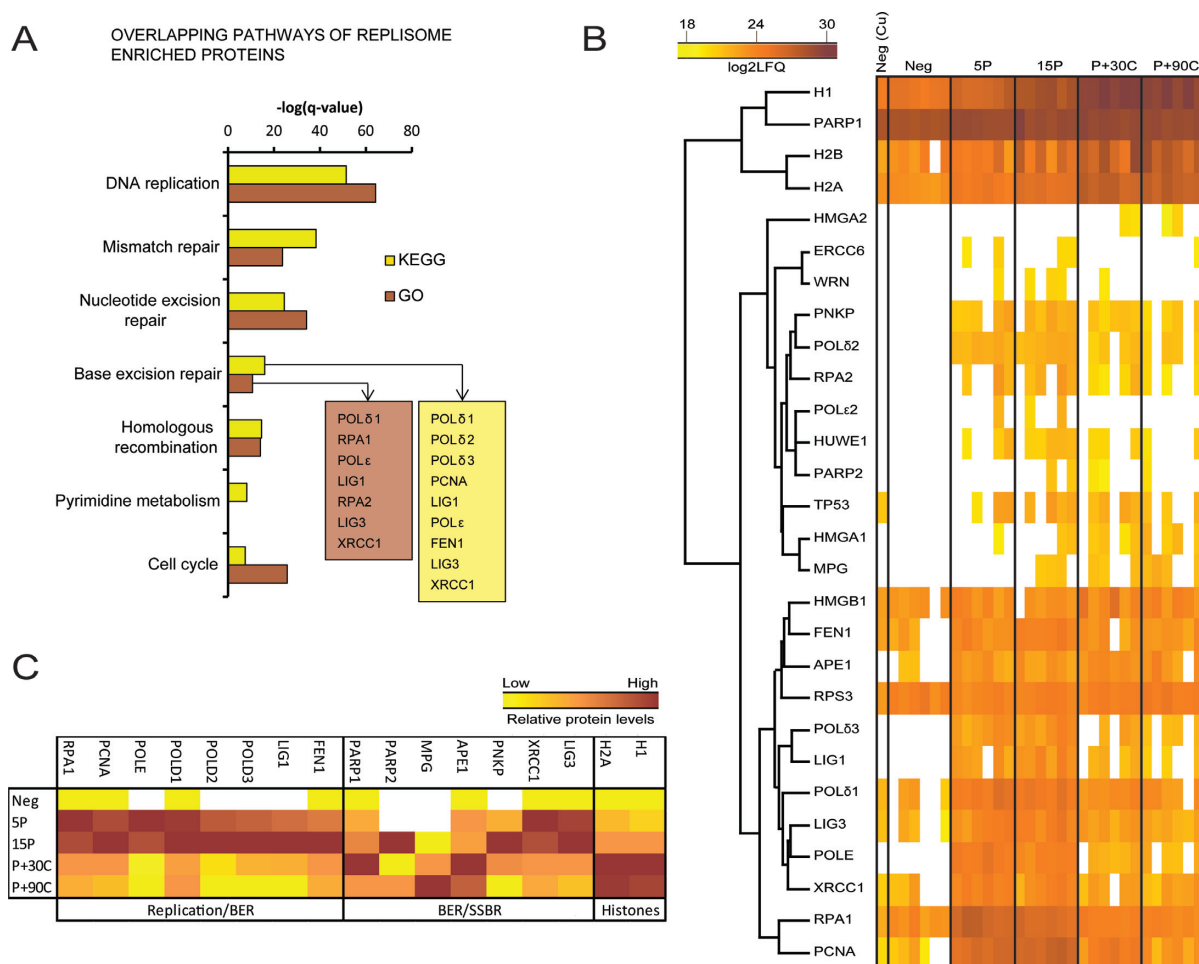 A
OVERLAPPING PATHWAYS OF REPLISOME
ENRICHED PROTEINS
-log(q-value)
0 20 40 60 80
DNA replication
Mismatch repair
Nucleotide excision
repair
Base excision repair
Homologous
recombination
Pyrimidine metabolism
Cell cycle
KEGG
GO
POLδ1
RPA1
POLε
LIG1
RPA2
LIG3
XRCC1
POLδ1
POLδ2
POLδ3
PCNA
LIG1
POLε
FEN1
LIG3
XRCC1
B
18 24 30
log2LFQ
Neg (Cu)
Neg 5P 15P P+30C P+90C
H1
PARP1
H2B
H2A
HMGA2
ERCC6
WRN
PNKP
POLδ2
RPA2
POLε2
HUWE1
PARP2
TP53
HMGA1
MPG
HMGB1
FEN1
APE1
RPS3
POLδ3
LIG1
POLδ1
LIG3
POLE
XRCC1
RPA1
PCNA
C
Low High
Relative protein levels
RPA1 PCNA POLE POLD1 POLD2 POLD3 LIG1 FEN1 PARP1 PARP2 MPG APE1 PNKP XRCC1 LIG3 H2A H1
Neg
5P
15P
P+30C
P+90C
Replication/BER BER/SSBR Histones